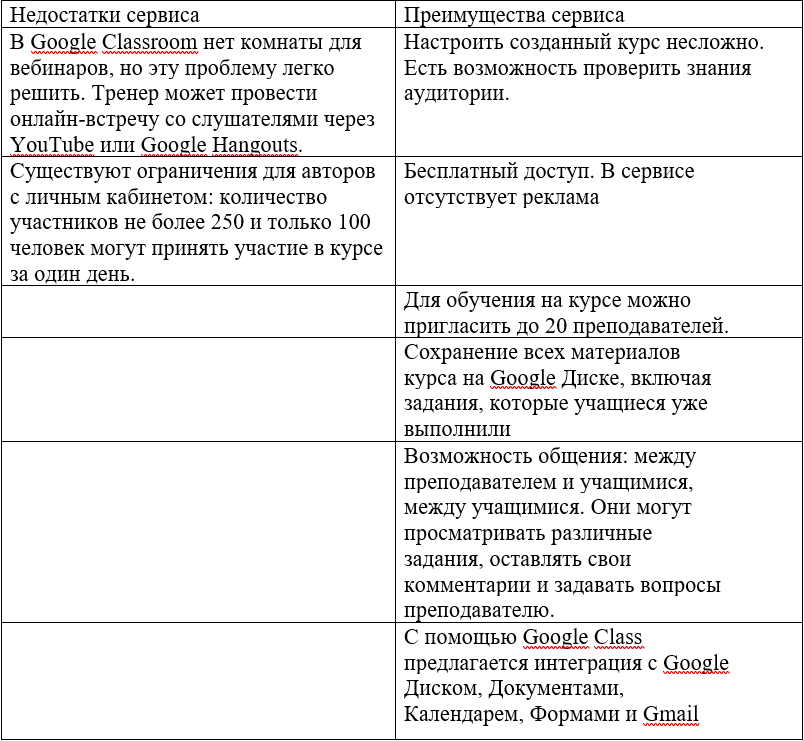 Недостатки сервиса
Преимущества сервиса
В Google Classroom нет комнаты для
вебинаров, но эту проблему легко
решить. Тренер может провести
онлайн-встречу со слушателями через
YouTube или Google Hangouts.
Настроить созданный курс несложно.
Есть возможность проверить знания
аудитории.
Существуют ограничения для авторов
с личным кабинетом: количество
участников не более 250 и только 100
человек могут принять участие в курсе
за один день.
Бесплатный доступ. В сервисе
отсутствует реклама
Для обучения на курсе можно
пригласить до 20 преподавателей.
Сохранение всех материалов
курса на Google Диске, включая
задания, которые учащиеся уже
выполнили
Возможность общения: между
преподавателем и учащимися,
между учащимися. Они могут
просматривать различные
задания, оставлять свои
комментарии и задавать вопросы
преподавателю.
С помощью Google Class
предлагается интеграция с Google
Диском, Документами,
Календарем, Формами и Gmail